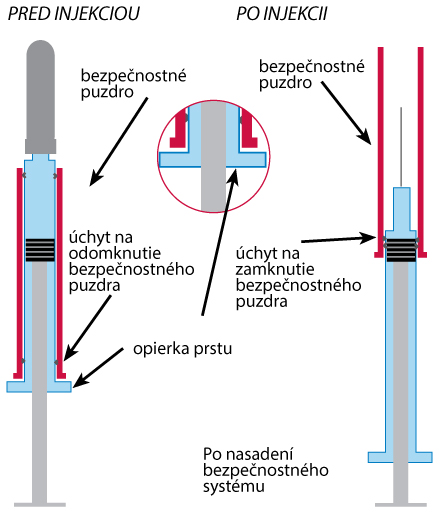 PRED INJEKCIOU
PO INJEKCII
bezpečnostné
puzdro
bezpečnostné
puzdro
úchyt na
odomknutie
bezpečnostného
puzdra
úchyt na
zamknutie
bezpečnostného
puzdra
opierka prstu
Po nasadení
bezpečnostného
systému